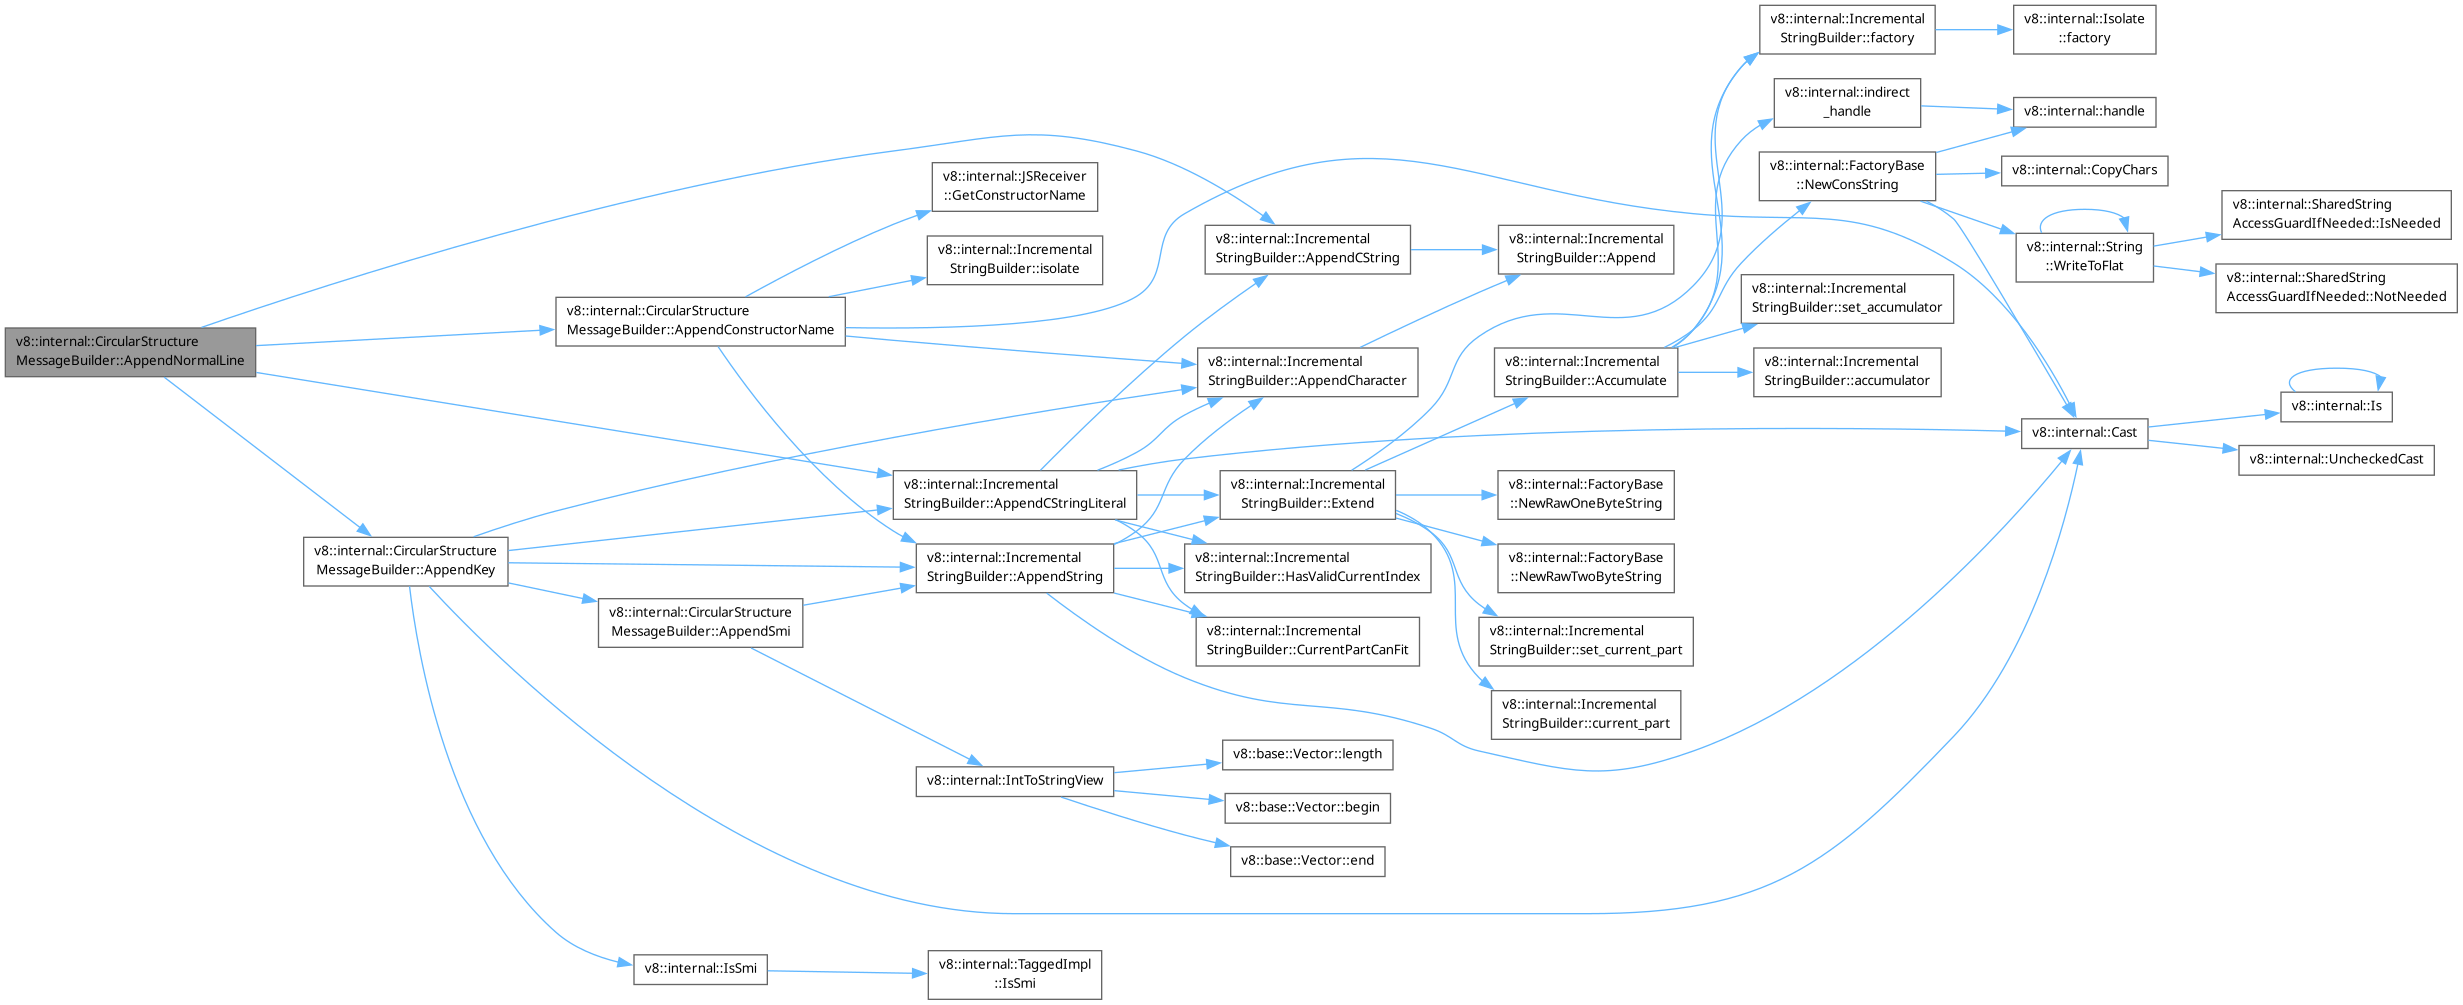 v8::internal::CircularStructure
MessageBuilder::AppendNormalLine
v8::internal::CircularStructure
MessageBuilder::AppendKey
v8::internal::CircularStructure
MessageBuilder::AppendConstructorName
v8::internal::CircularStructure
MessageBuilder::AppendSmi
v8::internal::IsSmi
v8::internal::JSReceiver
::GetConstructorName
v8::internal::Incremental
StringBuilder::isolate
v8::internal::Incremental
StringBuilder::AppendCStringLiteral
v8::internal::Incremental
StringBuilder::AppendString
v8::internal::IntToStringView
v8::internal::TaggedImpl
::IsSmi
v8::internal::Incremental
StringBuilder::AppendCString
v8::internal::Incremental
StringBuilder::AppendCharacter
v8::internal::Incremental
StringBuilder::Extend
v8::internal::Incremental
StringBuilder::HasValidCurrentIndex
v8::internal::Incremental
StringBuilder::CurrentPartCanFit
v8::base::Vector::length
v8::base::Vector::begin
v8::base::Vector::end
v8::internal::Incremental
StringBuilder::Append
v8::internal::Incremental
StringBuilder::Accumulate
v8::internal::FactoryBase
::NewRawOneByteString
v8::internal::FactoryBase
::NewRawTwoByteString
v8::internal::Incremental
StringBuilder::set_current_part
v8::internal::Incremental
StringBuilder::current_part
v8::internal::Incremental
StringBuilder::factory
v8::internal::indirect
_handle
v8::internal::FactoryBase
::NewConsString
v8::internal::Incremental
StringBuilder::set_accumulator
v8::internal::Incremental
StringBuilder::accumulator
v8::internal::Isolate
::factory
v8::internal::handle
v8::internal::CopyChars
v8::internal::String
::WriteToFlat
v8::internal::Cast
v8::internal::SharedString
AccessGuardIfNeeded::IsNeeded
v8::internal::SharedString
AccessGuardIfNeeded::NotNeeded
v8::internal::Is
v8::internal::UncheckedCast